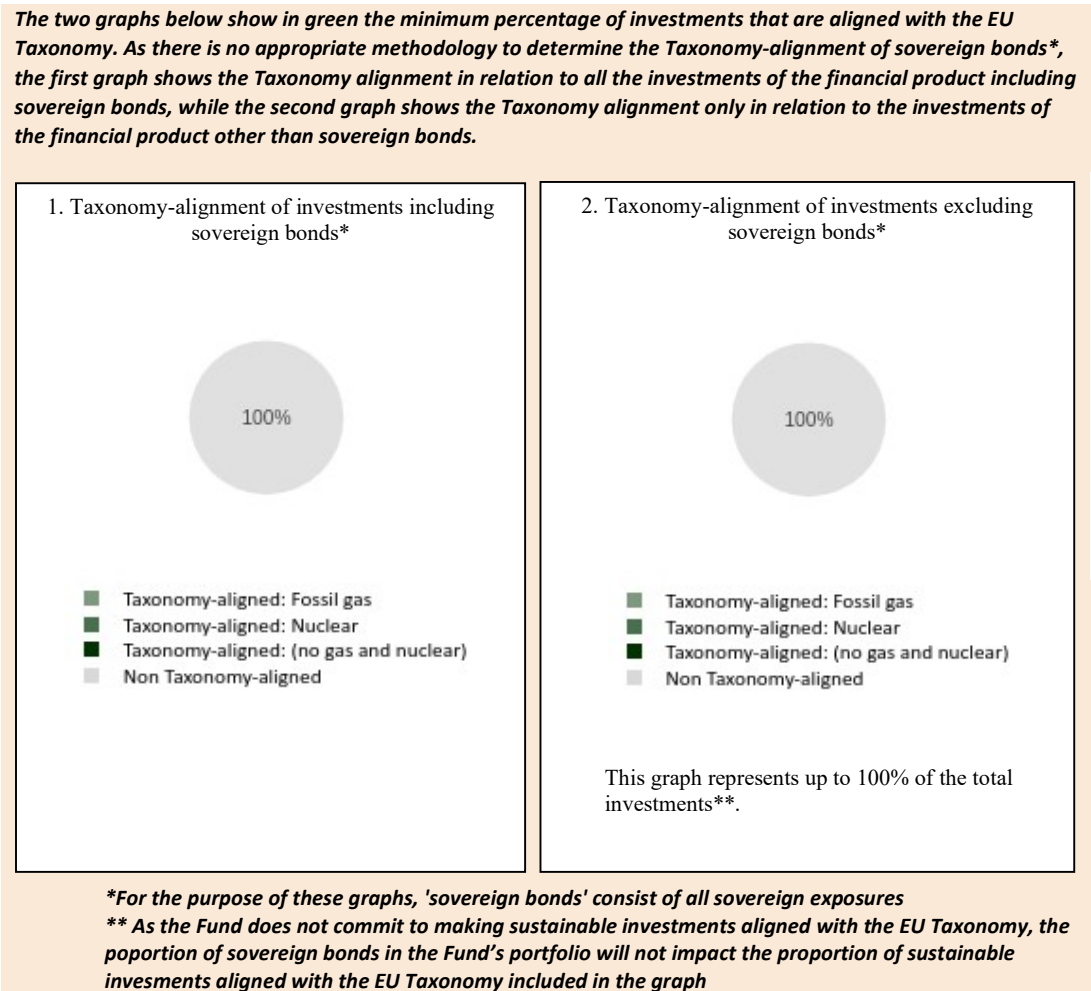 The two graphs below show in green the minimum percentage of investments that are aligned with the EU
Taxonomy. As there is no appropriate methodology to determine the Taxonomy-alignment of sovereign bonds*,
the first graph shows the Taxonomy alignment in relation to all the investments of the financial product including
sovereign bonds, while the second graph shows the Taxonomy alignment only in relation to the investments of
the financial product other than sovereign bonds.
1. Taxonomy-alignment of investments including
sovereign bonds*
100%
Taxonomy-aligned: Fossil gas
Taxonomy-aligned: Nuclear
Taxonomy-aligned: (no gas and nuclear)
Non Taxonomy-aligned
2. Taxonomy-alignment of investments excluding
sovereign bonds*
100%
Taxonomy-aligned: Fossil gas
Taxonomy-aligned: Nuclear
Taxonomy-aligned: (no gas and nuclear)
Non Taxonomy-aligned
This graph represents up to 100% of the total
investments**.
*For the purpose of these graphs, 'sovereign bonds' consist of all sovereign exposures
** As the Fund does not commit to making sustainable investments aligned with the EU Taxonomy, the
poportion of sovereign bonds in the Fund's portfolio will not impact the proportion of sustainable
invesments aligned with the EU Taxonomy included in the graph